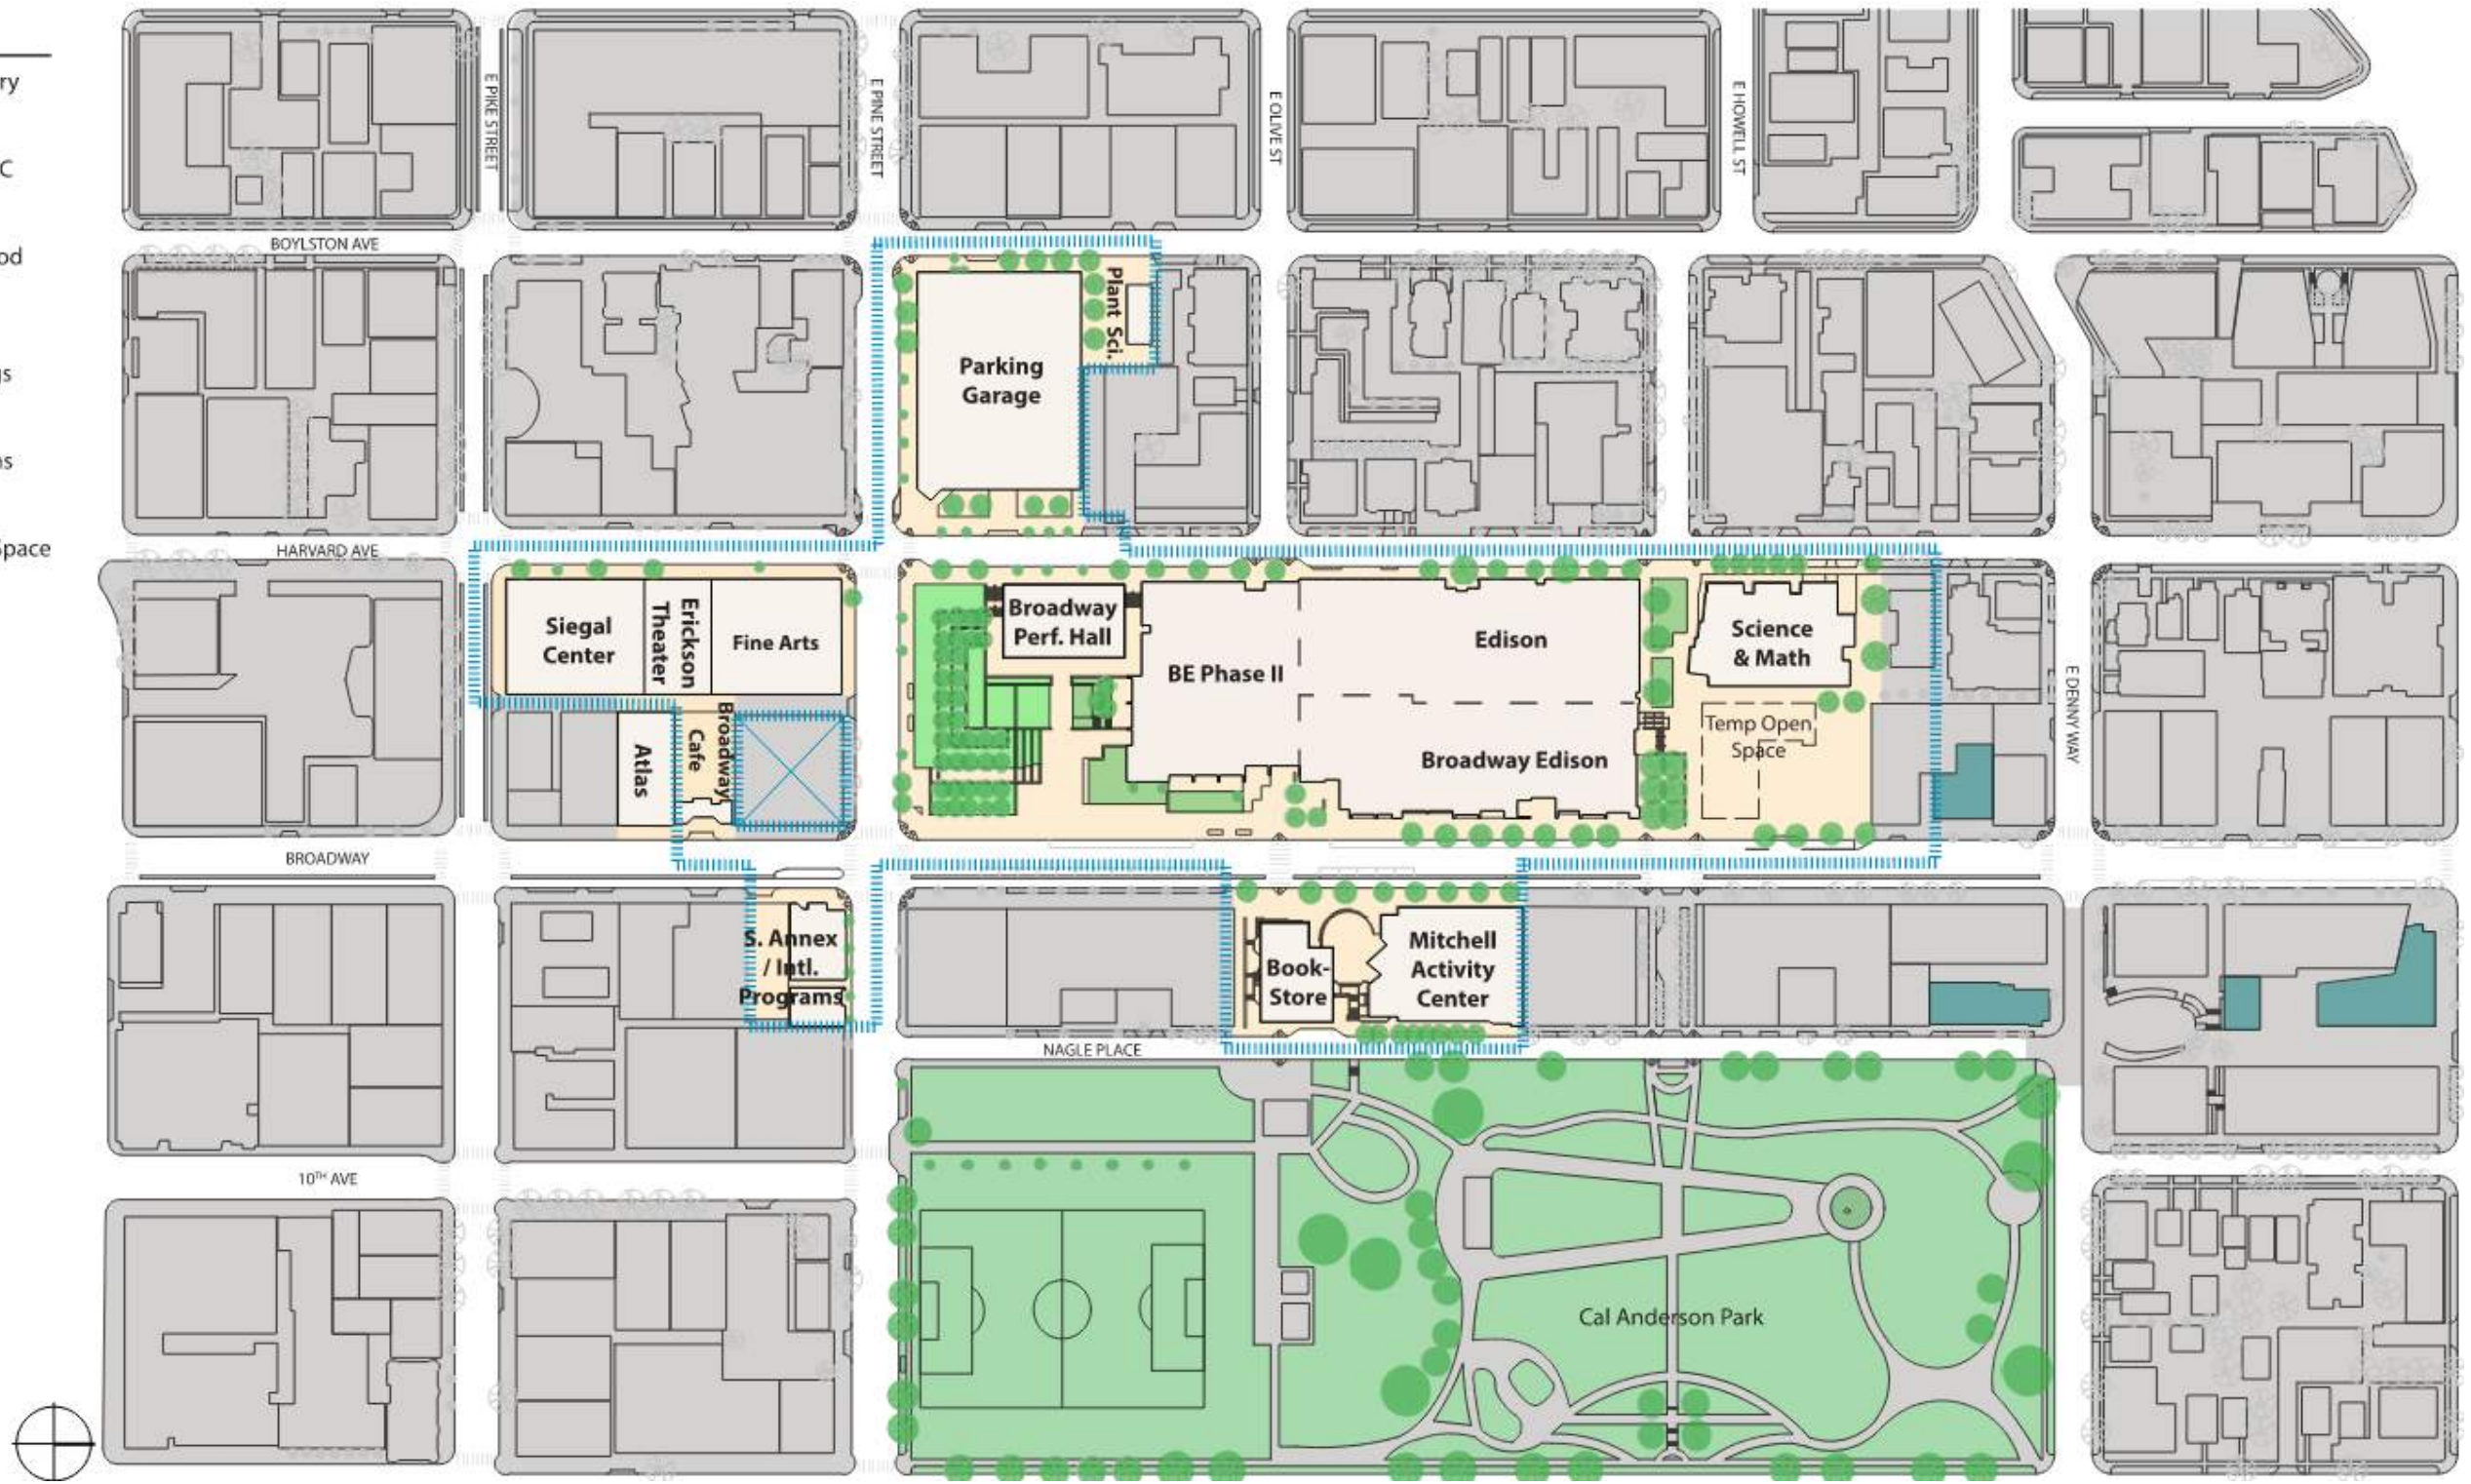 ry
C
od
gs
ns
Space
E PIKE STREET
E PINE STREET
E OLIVE ST
E HOWELL ST
BOYLSTON AVE
Plant Sci.
Parking
Garage
HARVARD AVE
Siegal
Center
Erickson
Theater
Fine Arts
Broadway
Perf. Hall
BE Phase II
Edison
Science
& Math
E DENNY WAY
Atlas
Broadway
Cafe
Broadway Edison
Temp Open
Space
BROADWAY
S. Annex
/ Intl.
Programs
Book-
Store
Mitchell
Activity
Center
NAGLE PLACE
10TH AVE
Cal Anderson Park